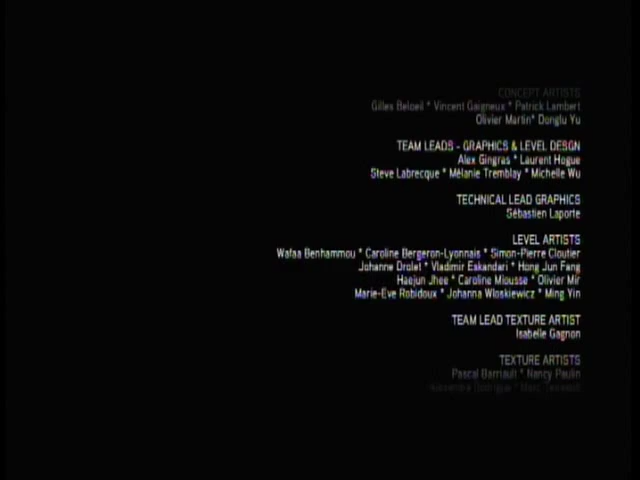 CONCEPT ARTISTS
Gilles Beloeil * Vincent Gaigneux * Patrick Lambert
Olivier Martin* Donglu Yu
TEAM LEADS - GRAPHICS & LEVEL DESIGN
Alex Gingras * Laurent Hogue
Steve Labrecque * Mélanie Tremblay * Michelle Wu
TECHNICAL LEAD GRAPHICS
Sébastien Laporte
LEVEL ARTISTS
Wafaa Benhammou * Caroline Bergeron-Lyonnais * Simon-Pierre Cloutier
Johanne Drolet * Vladimir Eskandari * Hong Jun Fang
Haejun Jhee * Caroline Miousse * Olivier Mir
Marie-Eve Robidoux * Johanna Wloskiewicz * Ming Yin
TEAM LEAD TEXTURE ARTIST
Isabelle Gagnon
TEXTURE ARTISTS
Pascal Barriault * Nancy Paulin
Alexandra Rodrigue * Marc